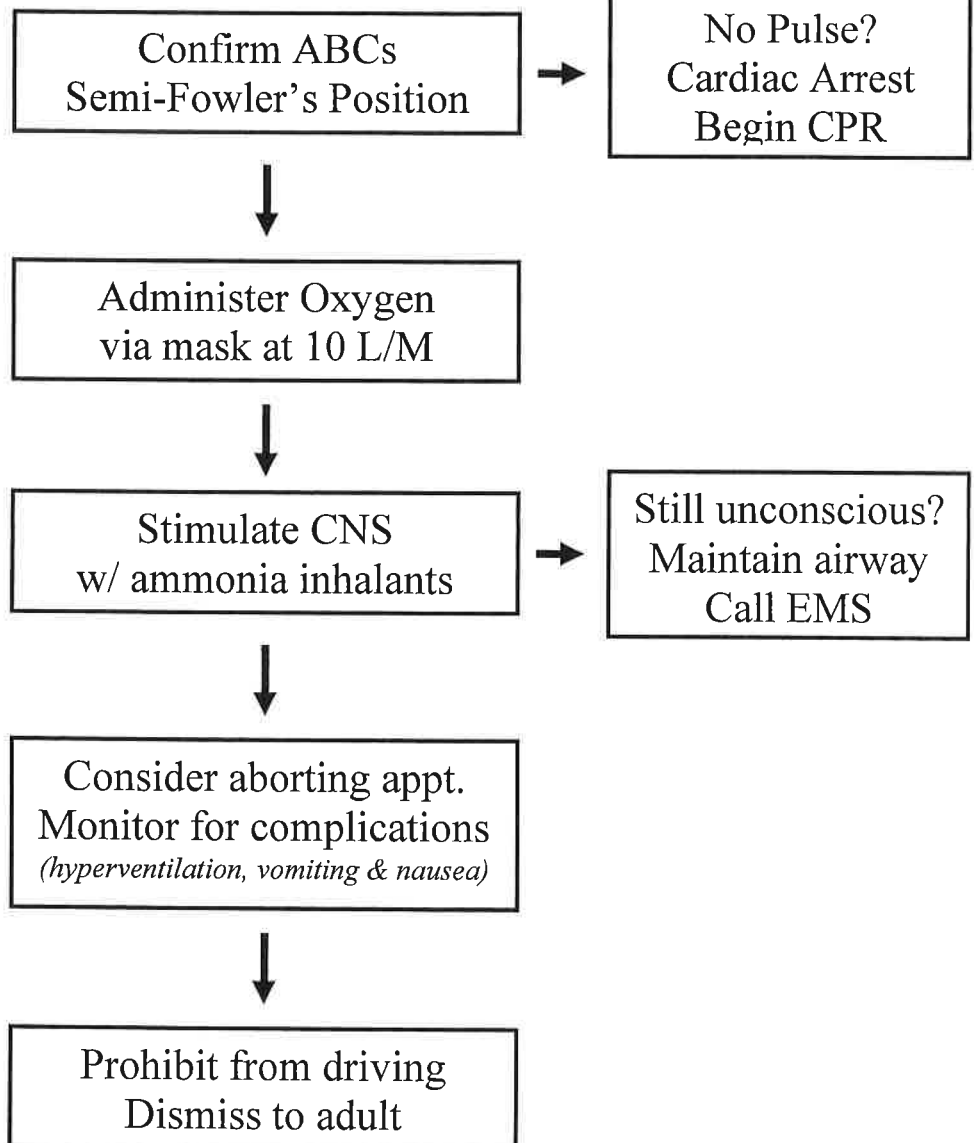 Confirm ABCs
Semi-Fowler's Position
No Pulse?
Cardiac Arrest
Begin CPR
Administer Oxygen
via mask at 10 L/M
Stimulate CNS
w/ ammonia inhalants
Still unconscious?
Maintain airway
Call EMS
Consider aborting appt.
Monitor for complications
(hyperventilation, vomiting & nausea)
Prohibit from driving
Dismiss to adult